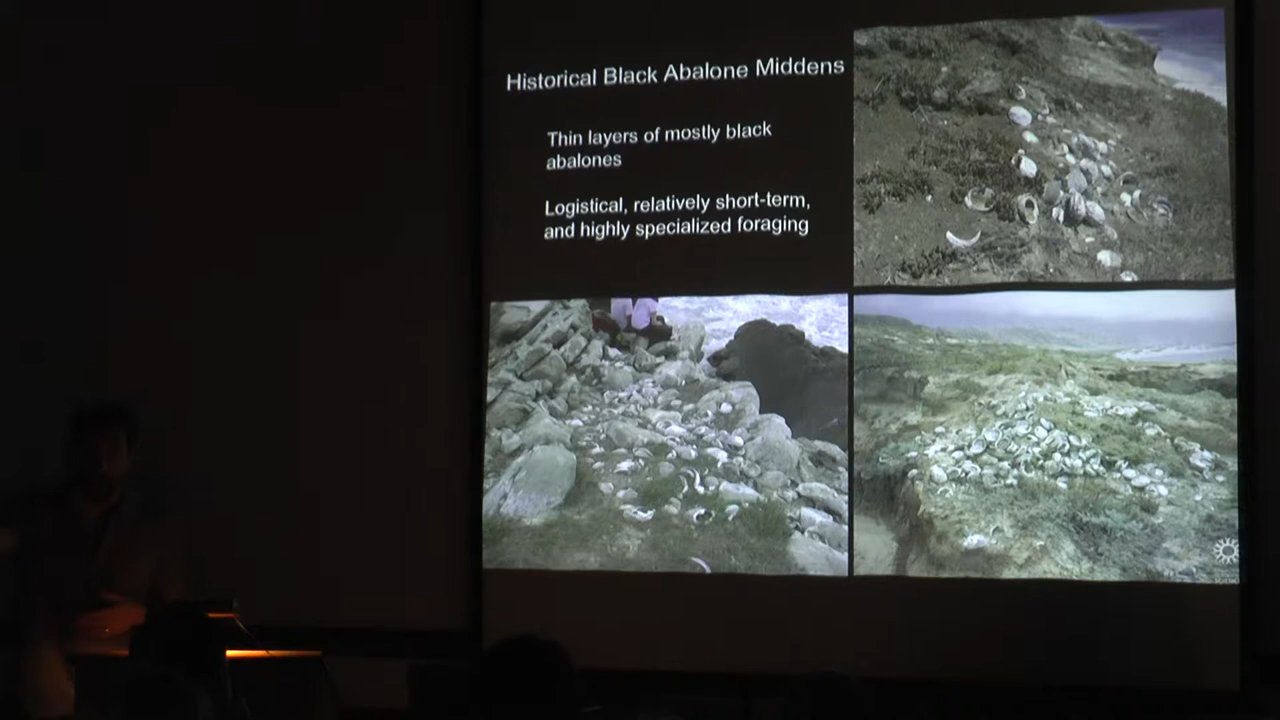 Historical Black Abalone Middens
Thin layers of mostly black
abalones
Logistical, relatively short-term,
and highly specialized foraging